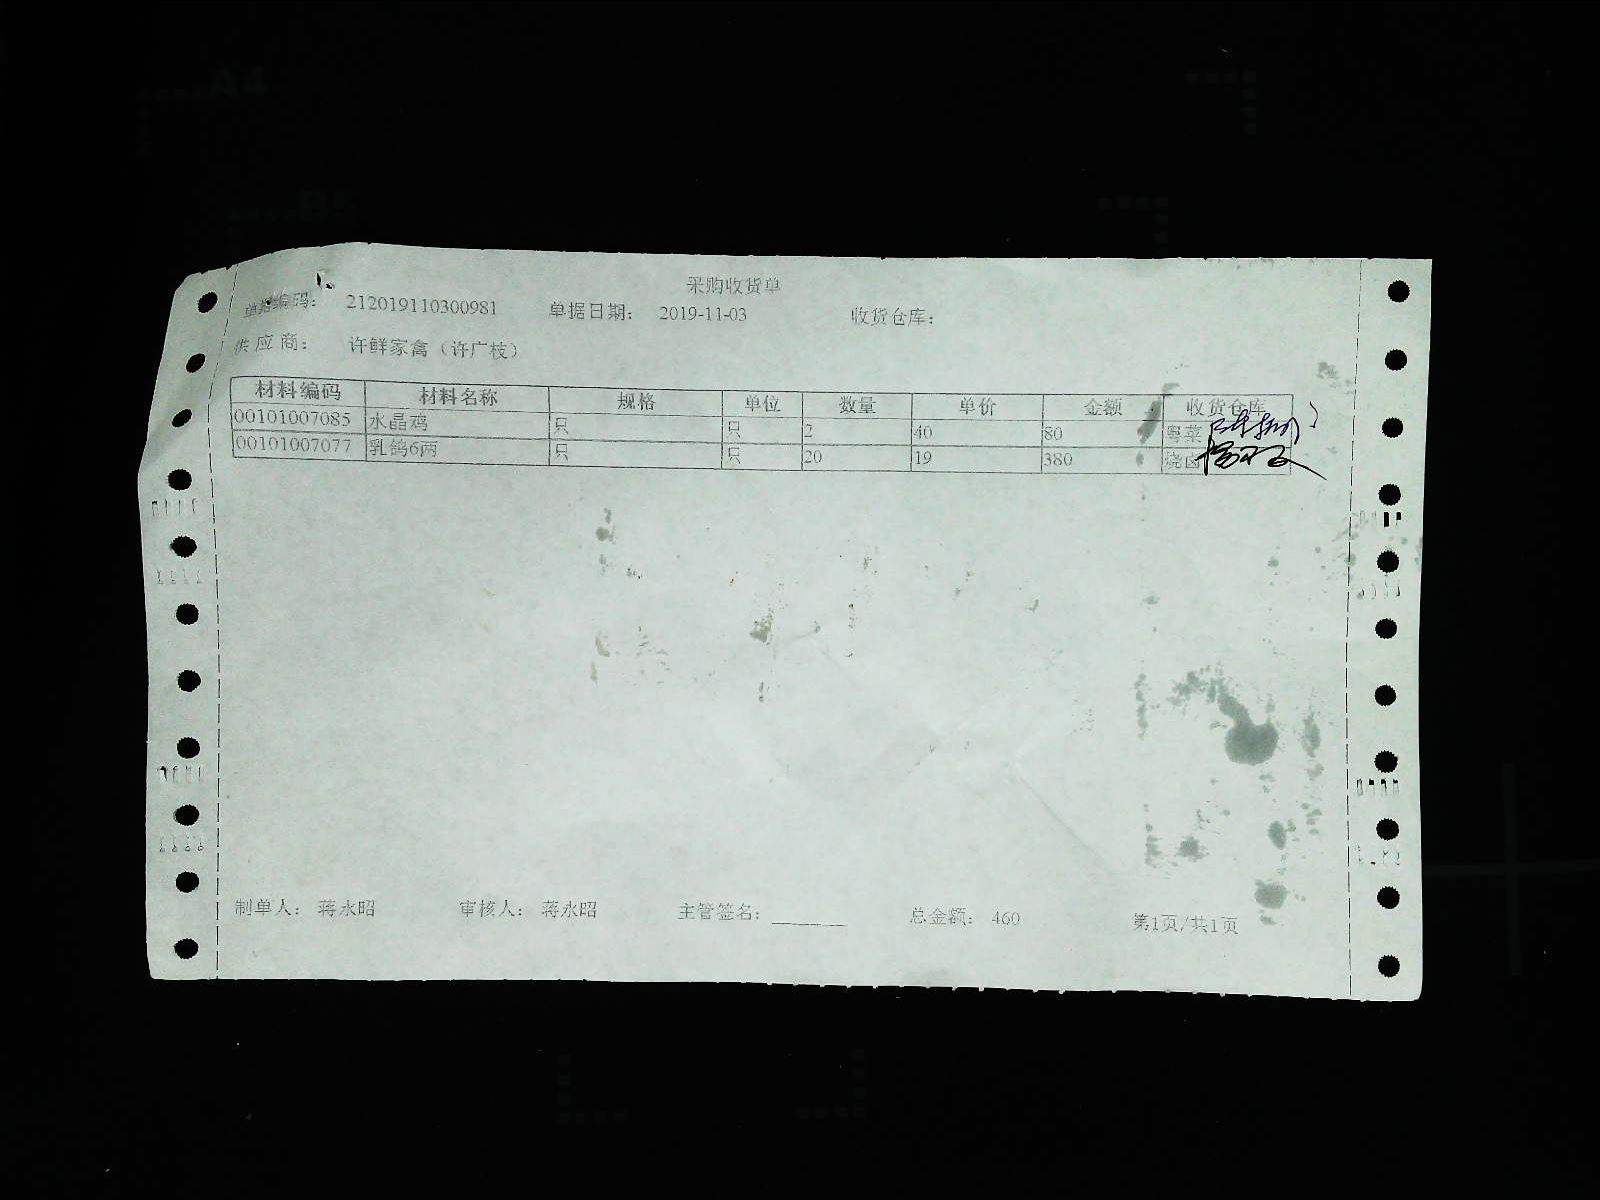 采购收货单
单据编码： 212019110300981 单据日期： 2019-11-03 收货仓库：
供应商： 许鲜家禽（许广枝）
材料编码 材料名称 规格 单位 数量 单价 金额 收货仓库
00101007085 水晶鸡 只 只 2 40 80 粤菜
00101007077 乳鸽6两 只 只 20 19 380 烧卤
制单人： 蒋永昭 审核人： 蒋永昭 主管签名： 总金额： 460 第1页/共1页